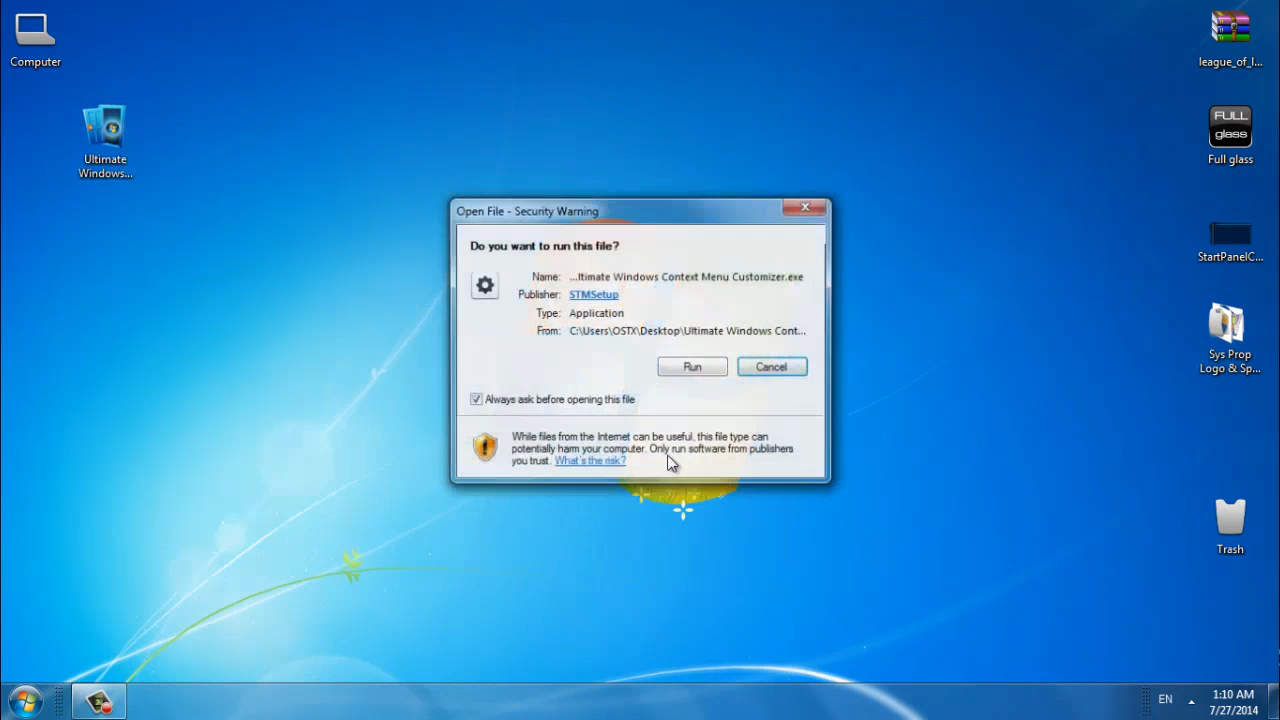 Computer
Ultimate
Windows...
league_of_l...
FULL
glass
Full glass
StartPanelC...
Sys Prop
Logo & Sp...
Trash
Open File - Security Warning
Do you want to run this file?
Name: ...ltimate Windows Context Menu Customizer.exe
Publisher: STMSetup
Type: Application
From: C:\Users\OSTX\Desktop\Ultimate Windows Cont...
Run Cancel
Always ask before opening this file
While files from the Internet can be useful, this file type can
potentially harm your computer. Only run software from publishers
you trust. What's the risk?
EN
1:10 AM
7/27/2014